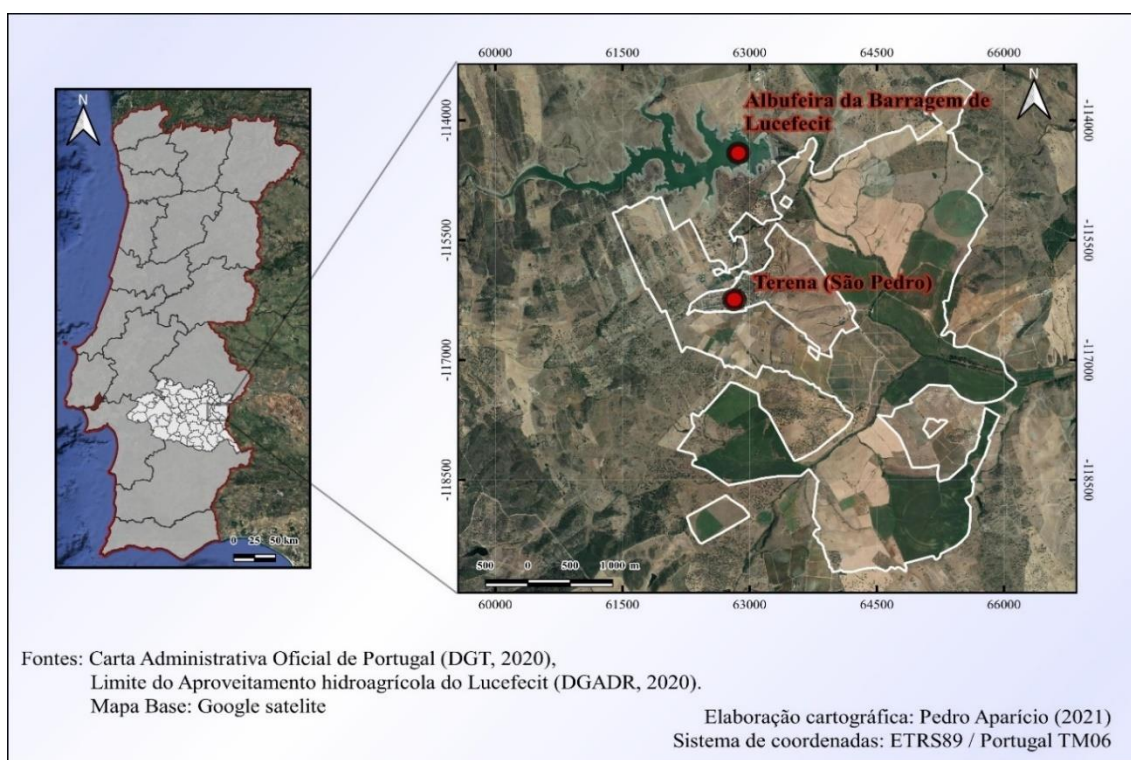 60000 61500 63000 64500 66000
N
N
Albufeira da Barragem de
Lucefecit
-114000
-114000
-115500
-115500
Terena (São Pedro)
-117000
-117000
-118500
-118500
0 25 50 km
500 0 500 1 000 m
60000 61500 63000 64500 66000
Fontes: Carta Administrativa Oficial de Portugal (DGT, 2020),
Limite do Aproveitamento hidroagrícola do Lucefecit (DGADR, 2020).
Mapa Base: Google satelite
Elaboração cartográfica: Pedro Aparício (2021)
Sistema de coordenadas: ETRS89 / Portugal TM06